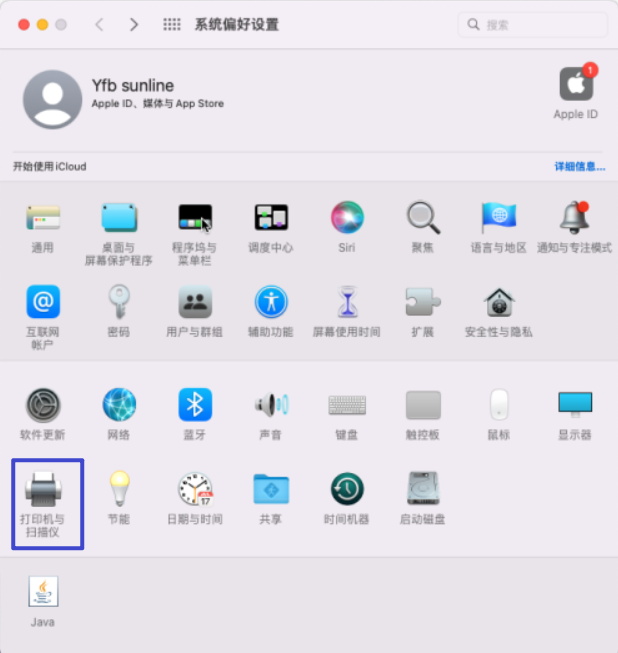 系统偏好设置
搜索
Yfb sunline
Apple ID、媒体与 App Store
1
Apple ID
开始使用 iCloud
详细信息...
通用
桌面与
屏幕保护程序
程序坞与
菜单栏
调度中心
Siri
聚焦
语言与地区
通知与专注模式
互联网
帐户
密码
用户与群组
辅助功能
屏幕使用时间
扩展
安全性与隐私
软件更新
网络
蓝牙
声音
键盘
触控板
鼠标
显示器
打印机与
扫描仪
节能
JUL
17
日期与时间
共享
时间机器
启动磁盘
Java